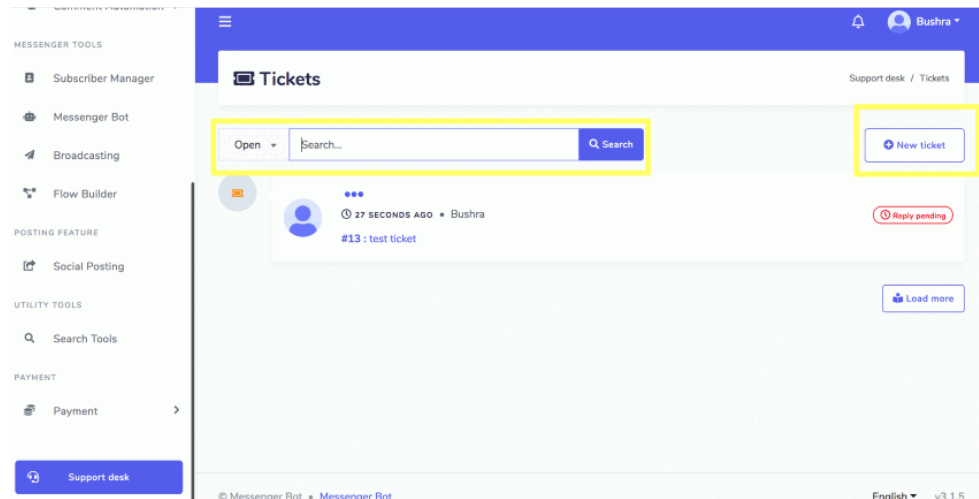 Comment Automation
MESSENGER TOOLS
Subscriber Manager
Messenger Bot
Broadcasting
Flow Builder
POSTING FEATURE
Social Posting
UTILITY TOOLS
Search Tools
PAYMENT
Payment
Support desk
Bushra
Tickets
Support desk / Tickets
Open
Search...
Search
New ticket
27 SECONDS AGO • Bushra
Reply pending
#13 : test ticket
Load more
© Messenger Bot • Messenger Bot
English
v3.1.5